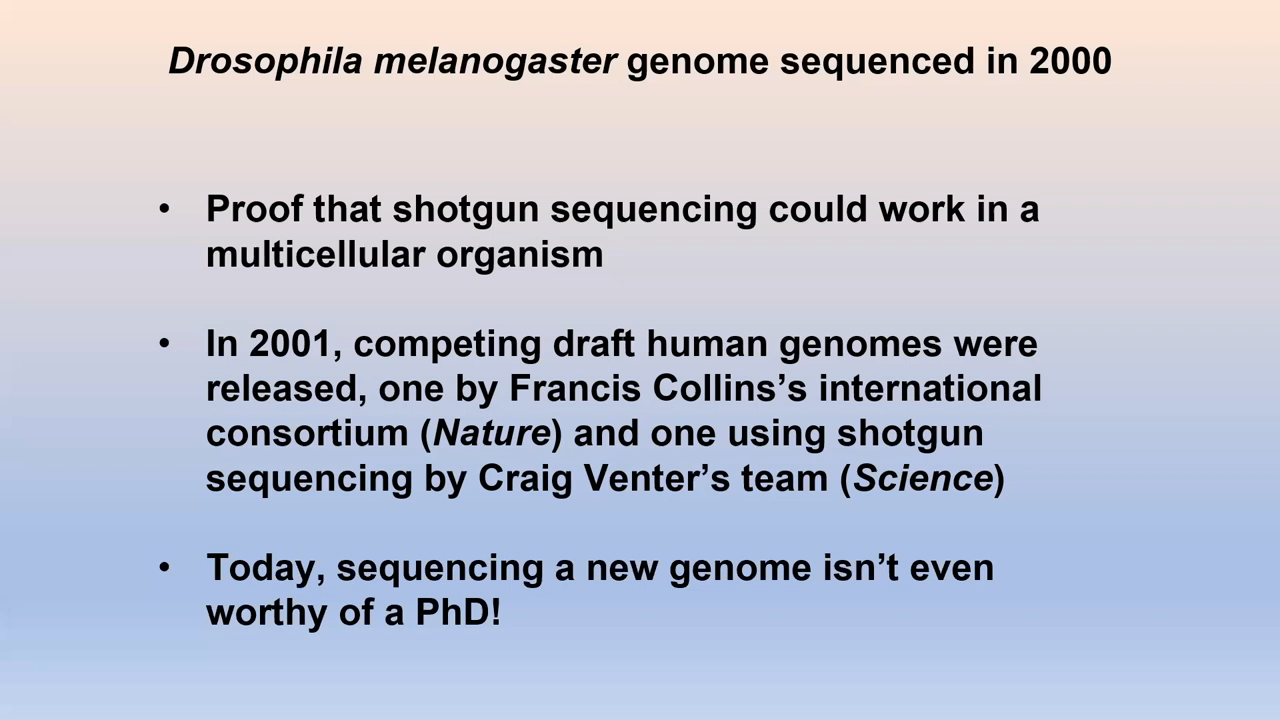 Drosophila melanogaster genome sequenced in 2000
• Proof that shotgun sequencing could work in a
multicellular organism
• In 2001, competing draft human genomes were
released, one by Francis Collins’s international
consortium (Nature) and one using shotgun
sequencing by Craig Venter’s team (Science)
• Today, sequencing a new genome isn’t even
worthy of a PhD!